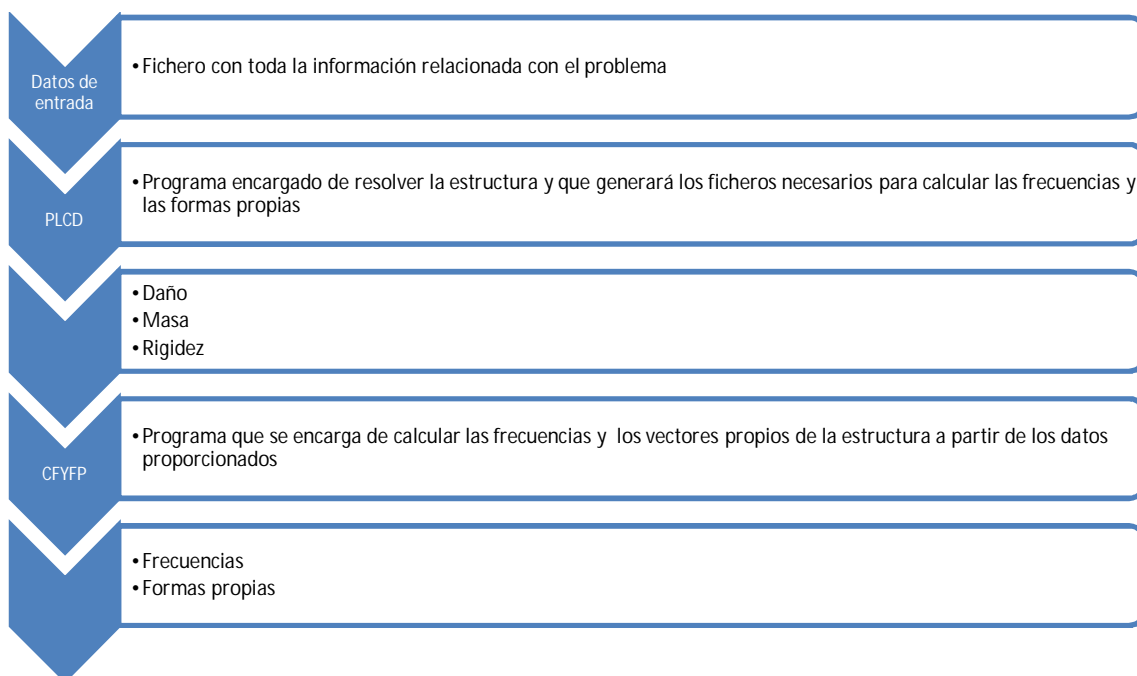 Datos de
entrada
• Fichero con toda la información relacionada con el problema
PLCD
• Programa encargado de resolver la estructura y que generará los ficheros necesarios para calcular las frecuencias y
las formas propias
• Daño
• Masa
• Rigidez
CFYFP
• Programa que se encarga de calcular las frecuencias y los vectores propios de la estructura a partir de los datos
proporcionados
• Frecuencias
• Formas propias